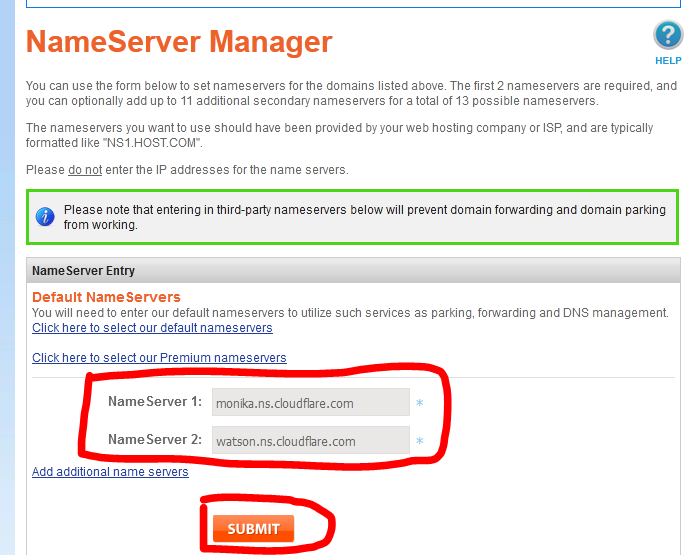 NameServer Manager
HELP
You can use the form below to set nameservers for the domains listed above. The first 2 nameservers are required, and
you can optionally add up to 11 additional secondary nameservers for a total of 13 possible nameservers.
The nameservers you want to use should have been provided by your web hosting company or ISP, and are typically
formatted like "NS1.HOST.COM".
Please do not enter the IP addresses for the name servers.
Please note that entering in third-party nameservers below will prevent domain forwarding and domain parking
from working.
NameServer Entry
Default NameServers
You will need to enter our default nameservers to utilize such services as parking, forwarding and DNS management.
Click here to select our default nameservers
Click here to select our Premium nameservers
NameServer 1: monika.ns.cloudflare.com *
NameServer 2: watson.ns.cloudflare.com *
Add additional name servers
SUBMIT